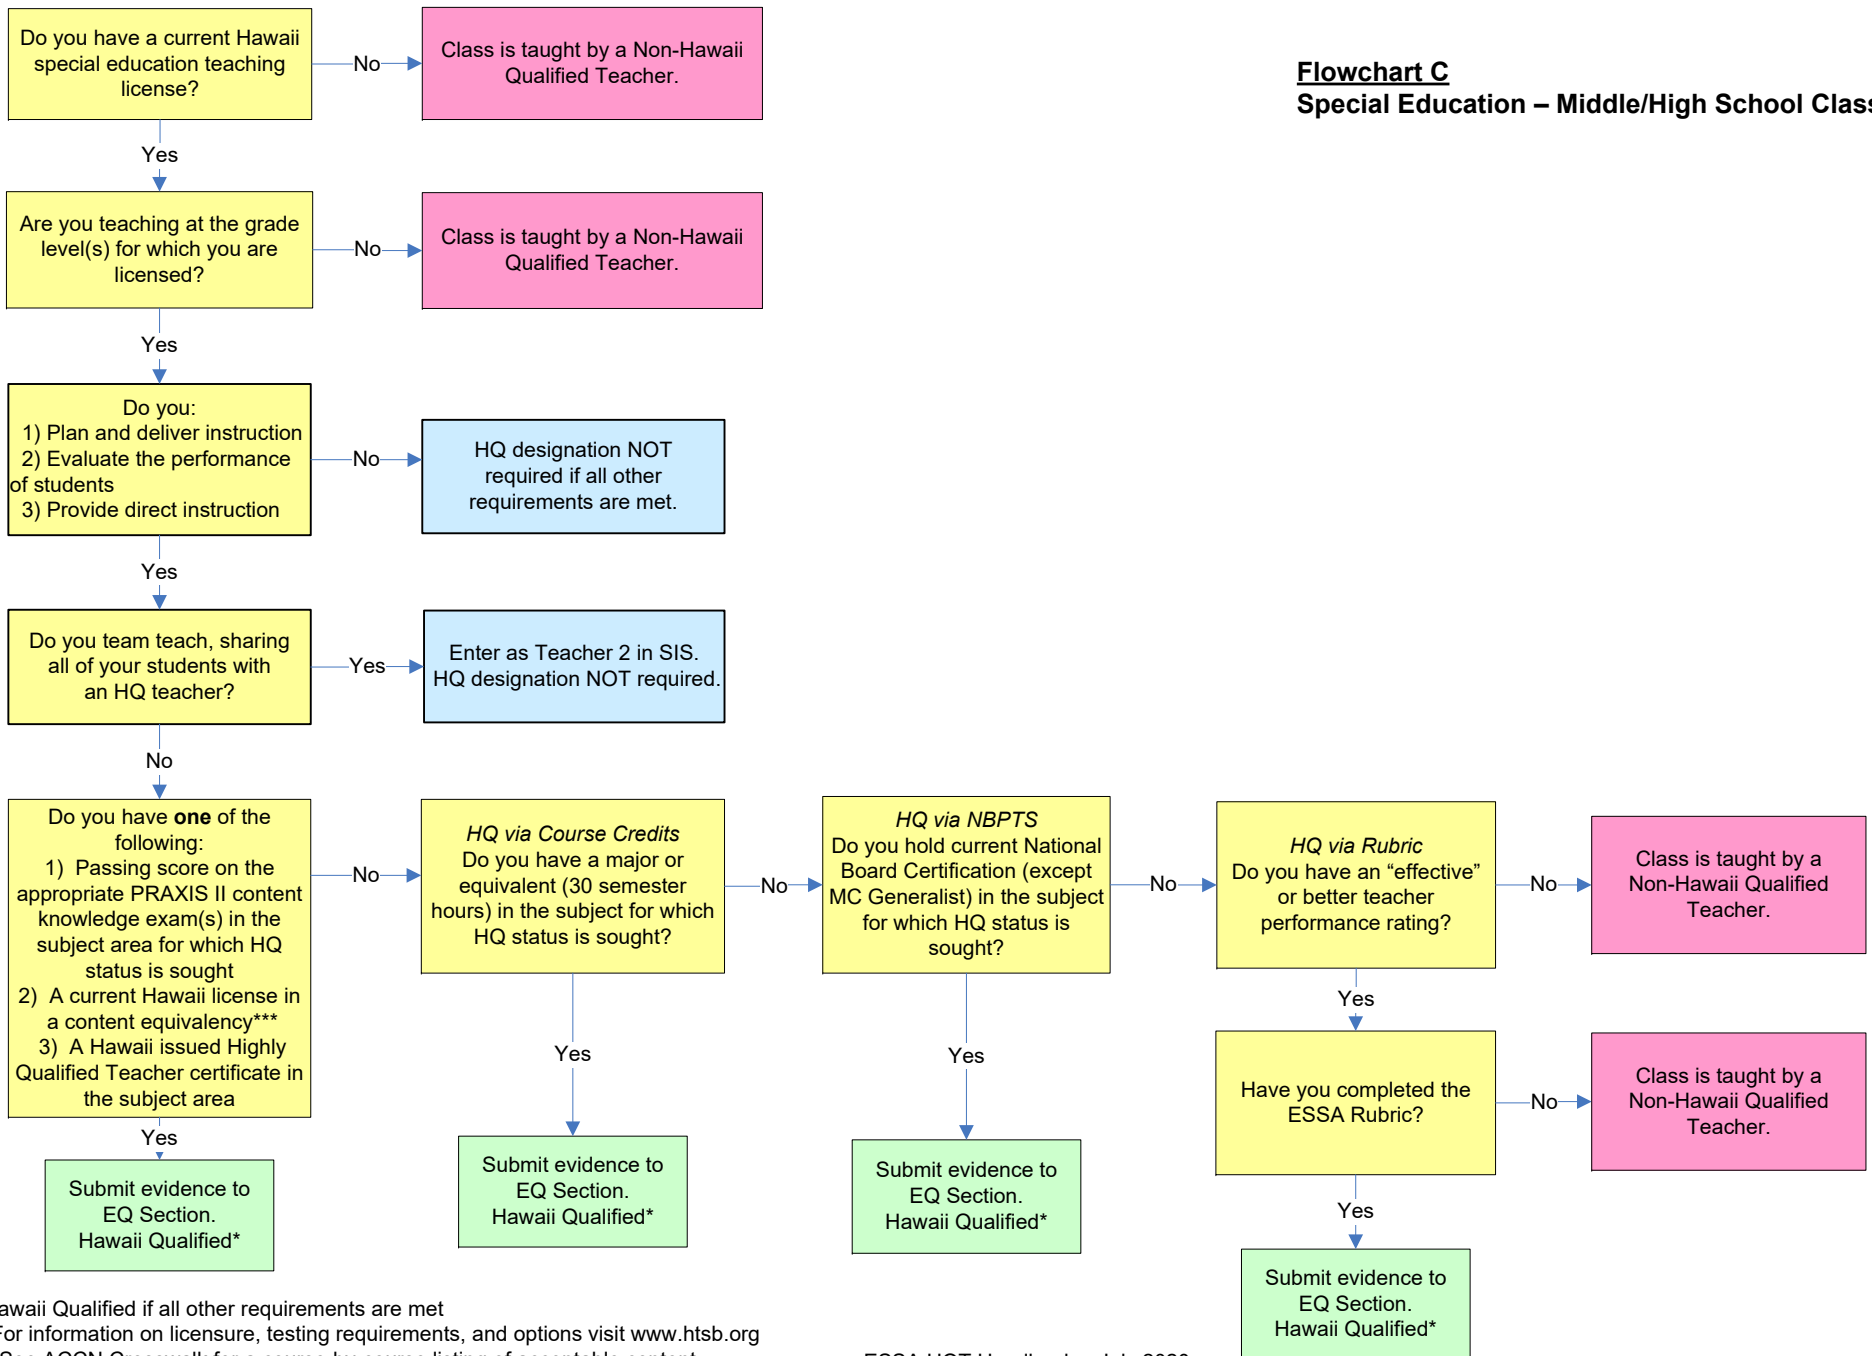 Flowchart C
Special Education – Middle/High School Class
Do you have a current Hawaii
special education teaching
license?
No
Class is taught by a Non-Hawaii
Qualified Teacher.
Yes
Are you teaching at the grade
level(s) for which you are
licensed?
No
Class is taught by a Non-Hawaii
Qualified Teacher.
Yes
Do you:
1) Plan and deliver instruction
2) Evaluate the performance
of students
3) Provide direct instruction
No
HQ designation NOT
required if all other
requirements are met.
Yes
Do you team teach, sharing
all of your students with
an HQ teacher?
Yes
Enter as Teacher 2 in SIS.
HQ designation NOT required.
No
Do you have one of the
following:
1) Passing score on the
appropriate PRAXIS II content
knowledge exam(s) in the
subject area for which HQ
status is sought
2) A current Hawaii license in
a content equivalency***
3) A Hawaii issued Highly
Qualified Teacher certificate in
the subject area
No
HQ via Course Credits
Do you have a major or
equivalent (30 semester
hours) in the subject for which
HQ status is sought?
No
HQ via NBPTS
Do you hold current National
Board Certification (except
MC Generalist) in the subject
for which HQ status is
sought?
No
HQ via Rubric
Do you have an “effective”
or better teacher
performance rating?
No
Class is taught by a
Non-Hawaii Qualified
Teacher.
Yes
Have you completed the
ESSA Rubric?
No
Class is taught by a
Non-Hawaii Qualified
Teacher.
Yes
Submit evidence to
EQ Section.
Hawaii Qualified*
Yes
Submit evidence to
EQ Section.
Hawaii Qualified*
Yes
Submit evidence to
EQ Section.
Hawaii Qualified*
Yes
Submit evidence to
EQ Section.
Hawaii Qualified*
awaii Qualified if all other requirements are met
For information on licensure, testing requirements, and options visit www.htsb.org
See ACCN Crosswalk for a course by course listing of acceptable content